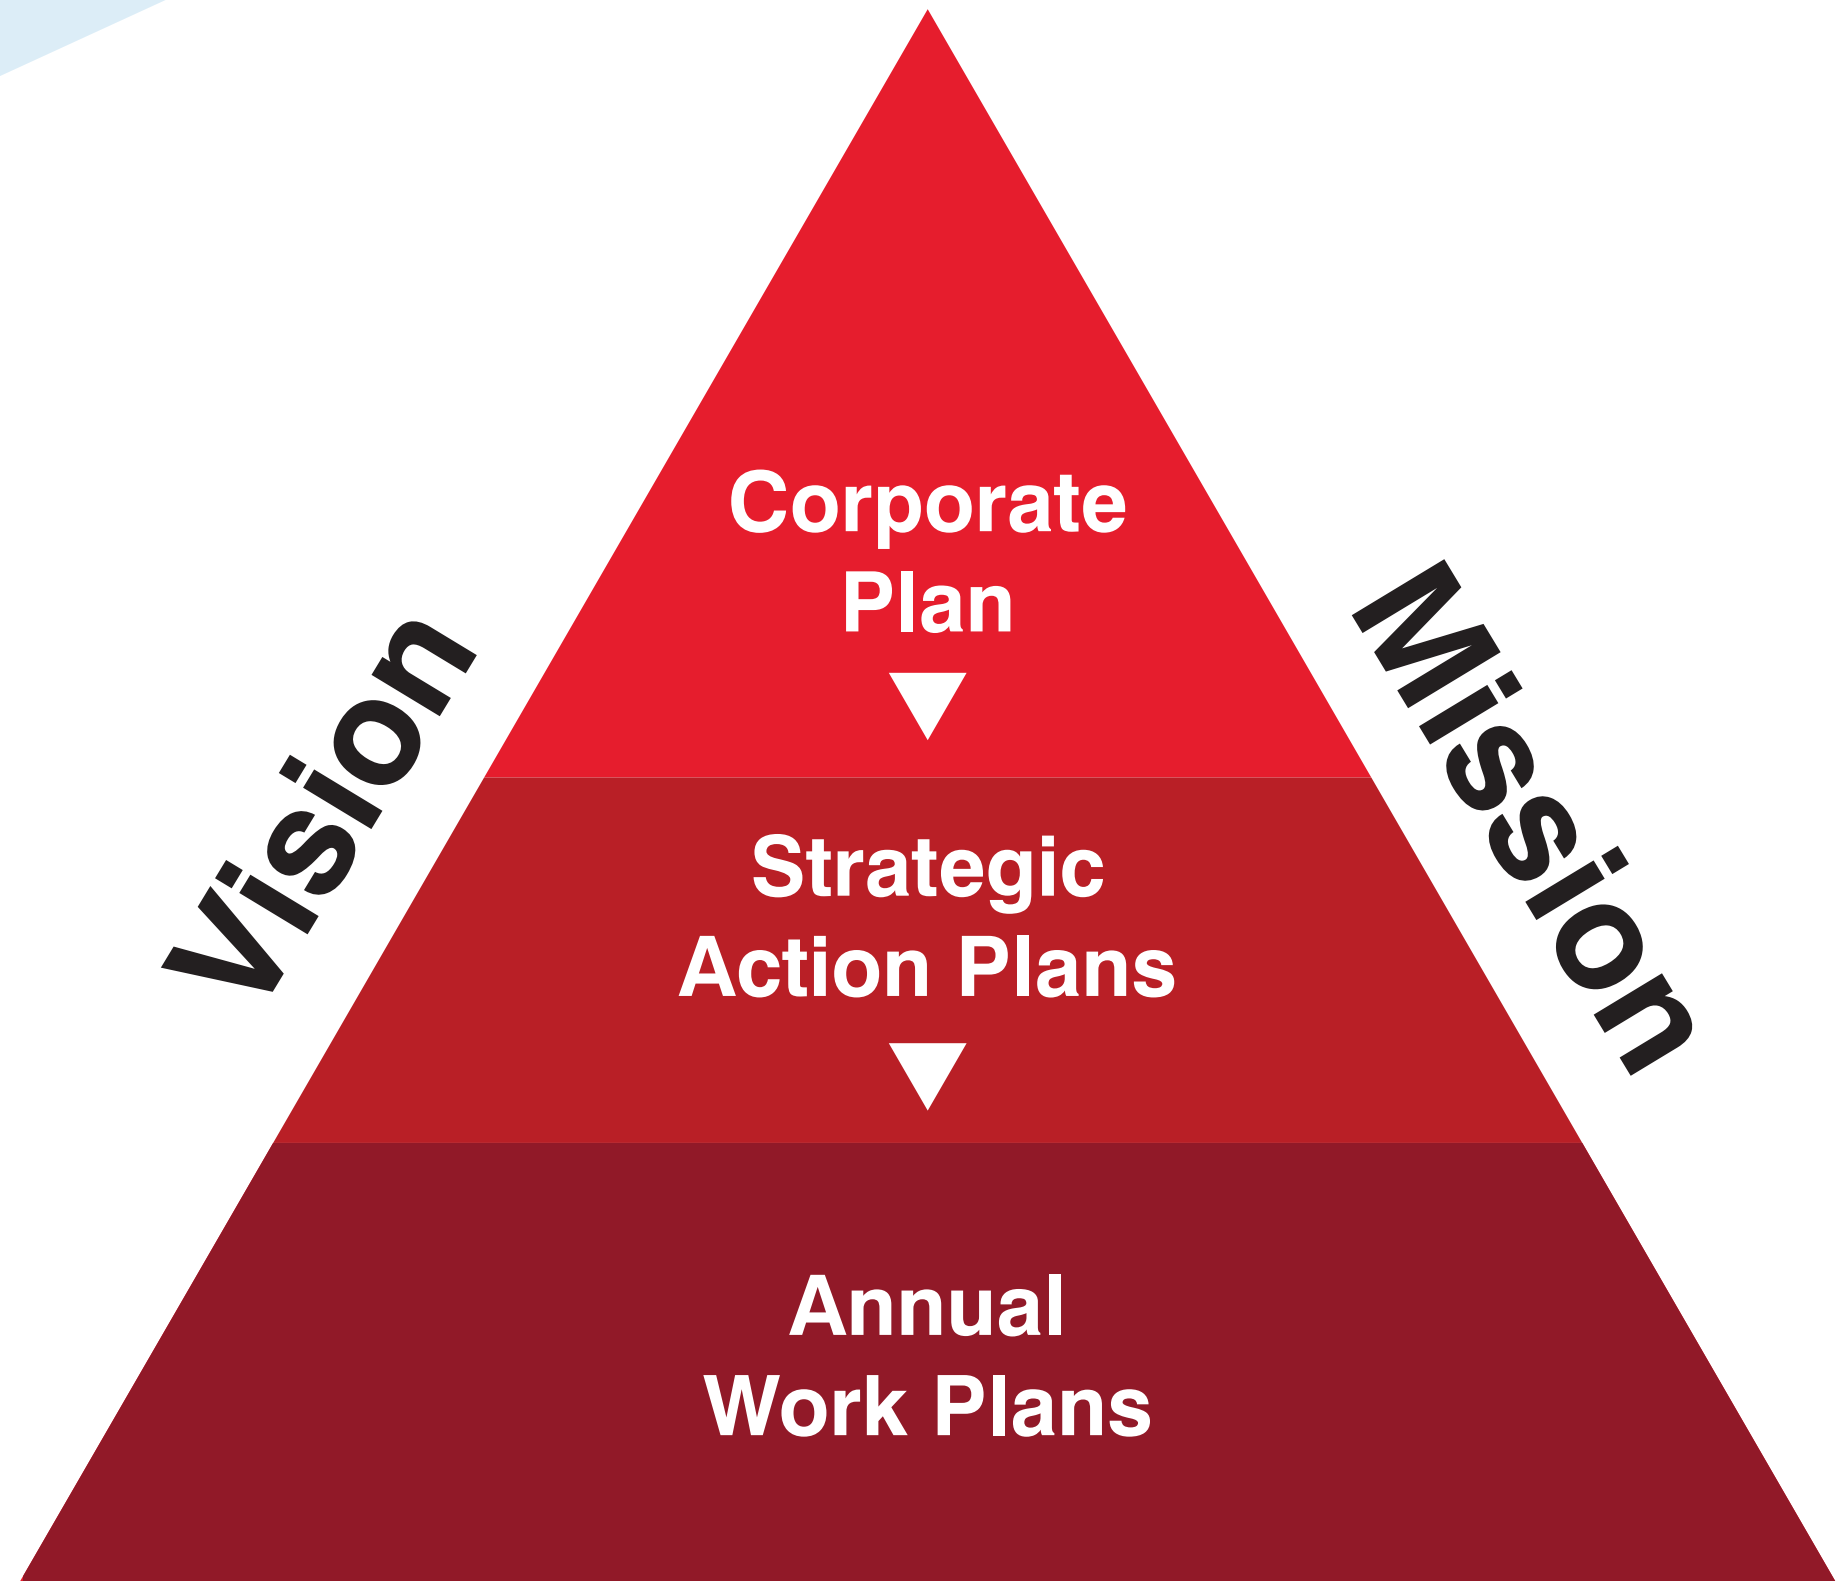 Corporate
Plan
Vision
Mission
Strategic
Action Plans
Annual
Work Plans